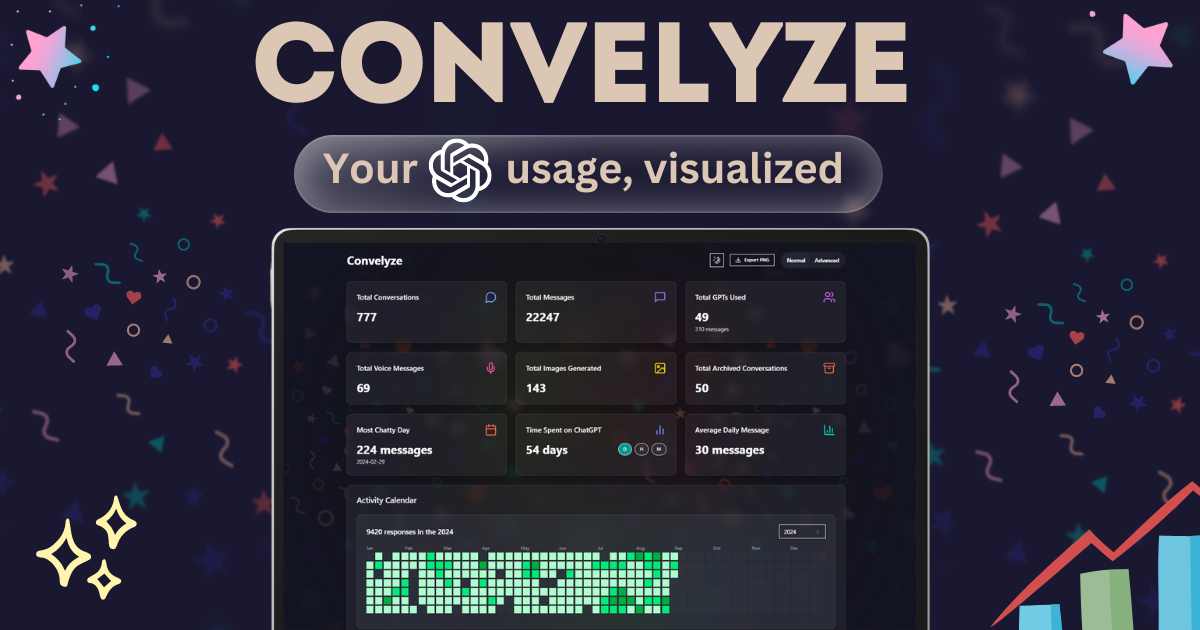 CONVELYZE
Your usage, visualized
Convelyze
Export PNG Normal Advanced
Total Conversations
777
Total Messages
22247
Total GPTs Used
49
310 messages
Total Voice Messages
69
Total Images Generated
143
Total Archived Conversations
50
Most Chatty Day
224 messages
2024-02-29
Time Spent on ChatGPT
54 days
D H M
Average Daily Message
30 messages
Activity Calendar
9420 responses in the 2024
2024
Jan Feb Mar Apr May Jun Jul Aug Sep Oct Nov Dec